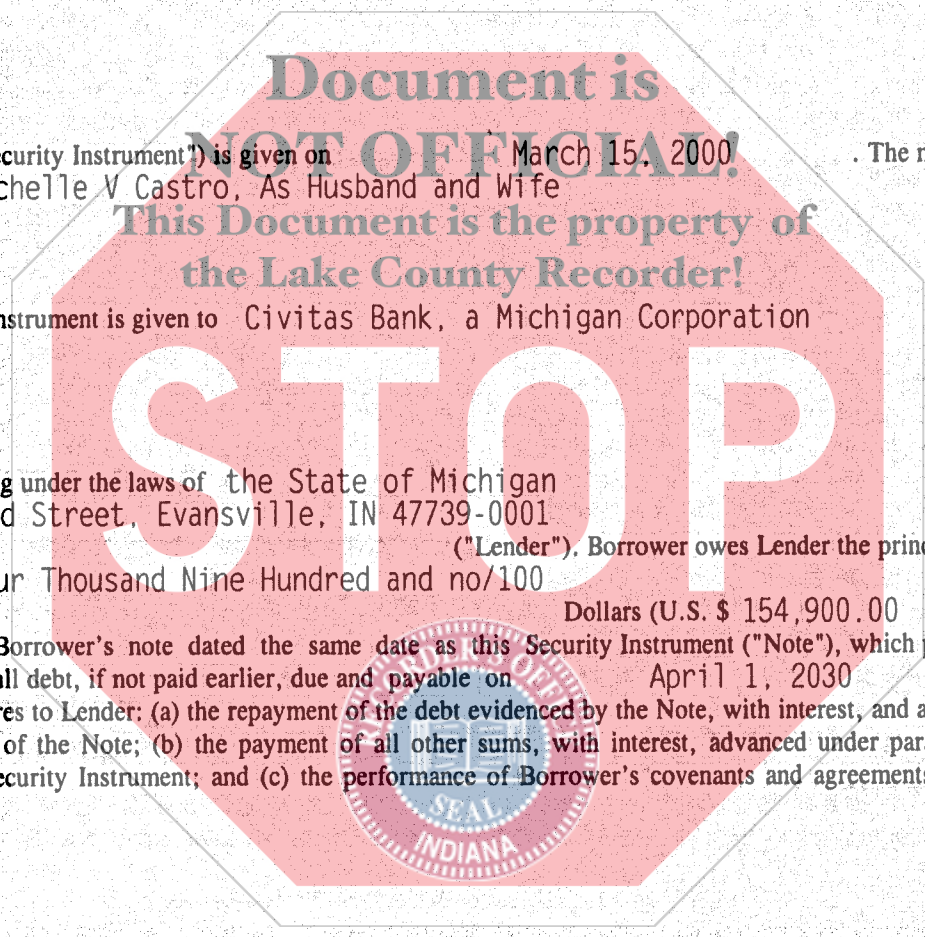 Document is
NOT OFFICIAL!
ecurity Instrument") is given on March 15, 2000 . The
chelle V Castro, As Husband and Wife
This Document is the property of
the Lake County Recorder!
nstrument is given to Civitas Bank, a Michigan Corporation
STOP
g under the laws of the State of Michigan
d Street, Evansville, IN 47739-0001
("Lender"). Borrower owes Lender the princ
ur Thousand Nine Hundred and no/100
Dollars (U.S. $ 154,900.00
Borrower's note dated the same date as this Security Instrument ("Note"), which p
ll debt, if not paid earlier, due and payable on April 1, 2030
res to Lender: (a) the repayment of the debt evidenced by the Note, with interest, and a
of the Note; (b) the payment of all other sums, with interest, advanced under par
ecurity Instrument; and (c) the performance of Borrower's covenants and agreements
RECORDER'S OFFICE
SEAL
INDIANA